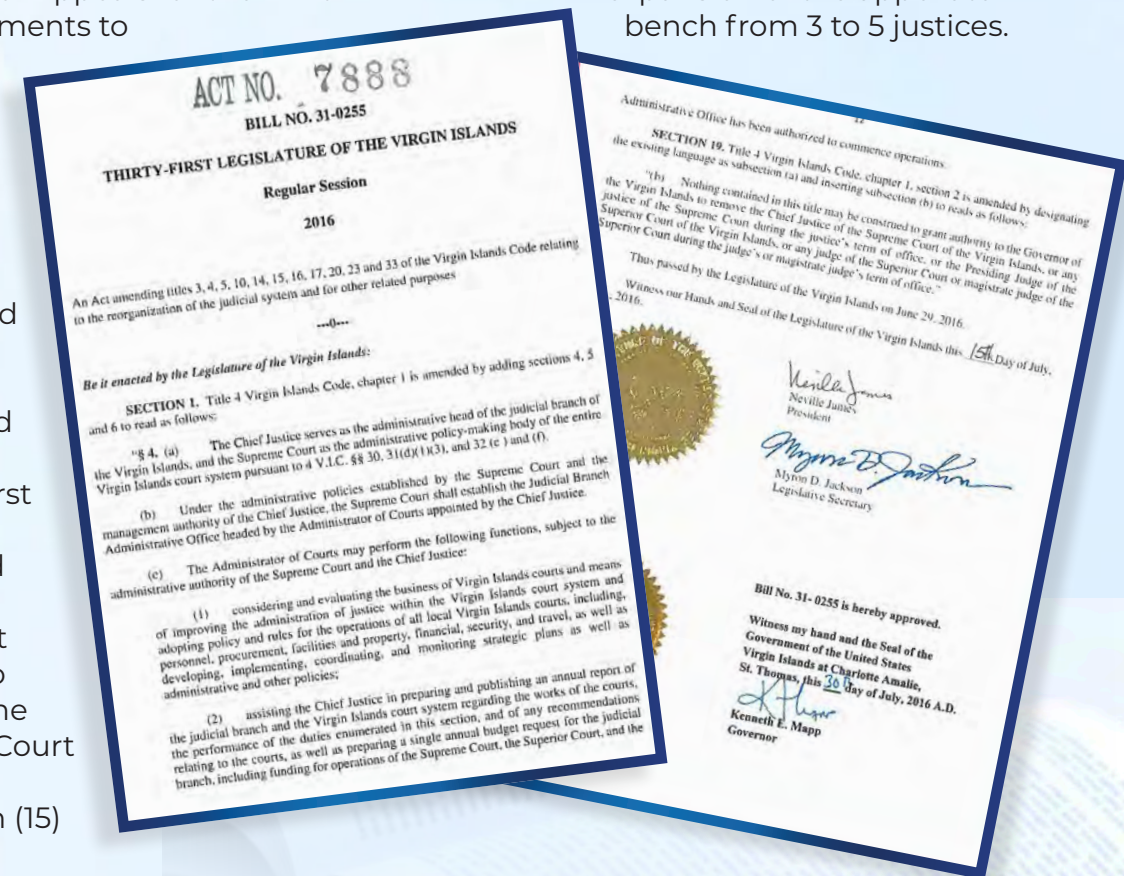 ments to
bench from 3 to 5 justices.
d
d
rst
d
t
o
ne
Court
n (15)
ACT NO. 7888
BILL NO. 31-0255
THIRTY-FIRST LEGISLATURE OF THE VIRGIN ISLANDS
Regular Session
2016
An Act amending titles 3, 4, 5, 10, 14, 15, 16, 17, 20, 23 and 33 of the Virgin Islands Code relating
to the reorganization of the judicial system and for other related purposes
---0---
Be it enacted by the Legislature of the Virgin Islands:
SECTION 1. Title 4 Virgin Islands Code, chapter 1 is amended by adding sections 4, 5
and 6 to read as follows:
"§ 4. (a) The Chief Justice serves as the administrative head of the judicial branch of
the Virgin Islands, and the Supreme Court as the administrative policy-making body of the entire
Virgin Islands court system pursuant to 4 V.I.C. §§ 30, 31(d)(1)(3), and 32 (e ) and (f).
(b) Under the administrative policies established by the Supreme Court and the
management authority of the Chief Justice, the Supreme Court shall establish the Judicial Branch
Administrative Office headed by the Administrator of Courts appointed by the Chief Justice.
(c) The Administrator of Courts may perform the following functions, subject to the
administrative authority of the Supreme Court and the Chief Justice:
(1) considering and evaluating the business of Virgin Islands courts and means
of improving the administration of justice within the Virgin Islands court system and
adopting policy and rules for the operations of all local Virgin Islands courts, including,
personnel, procurement, facilities and property, financial, security, and travel, as well as
developing, implementing, coordinating, and monitoring strategic plans as well as
administrative and other policies;
(2) assisting the Chief Justice in preparing and publishing an annual report of
the judicial branch and the Virgin Islands court system regarding the works of the courts,
the performance of the duties enumerated in this section, and of any recommendations
relating to the courts, as well as preparing a single annual budget request for the judicial
branch, including funding for operations of the Supreme Court, the Superior Court, and the
12
Administrative Office has been authorized to commence operations.
SECTION 19. Title 4 Virgin Islands Code, chapter 1, section 2 is amended by designating
the existing language as subsection (a) and inserting subsection (b) to reads as follows:
"(b) Nothing contained in this title may be construed to grant authority to the Governor of
the Virgin Islands to remove the Chief Justice of the Supreme Court of the Virgin Islands, or any
justice of the Supreme Court during the justice's term of office, or the Presiding Judge of the
Superior Court of the Virgin Islands, or any judge of the Superior Court or magistrate judge of the
Superior Court during the judge's or magistrate judge's term of office."
Thus passed by the Legislature of the Virgin Islands on June 29, 2016.
Witness our Hands and Seal of the Legislature of the Virgin Islands this 15th Day of July,
, 2016.
Neville James
President
Myron D. Jackson
Myron D. Jackson
Legislative Secretary
Bill No. 31- 0255 is hereby approved.
Witness my hand and the Seal of the
Government of the United States
Virgin Islands at Charlotte Amalie,
St. Thomas, this 30 day of July, 2016 A.D.
Kenneth E. Mapp
Governor